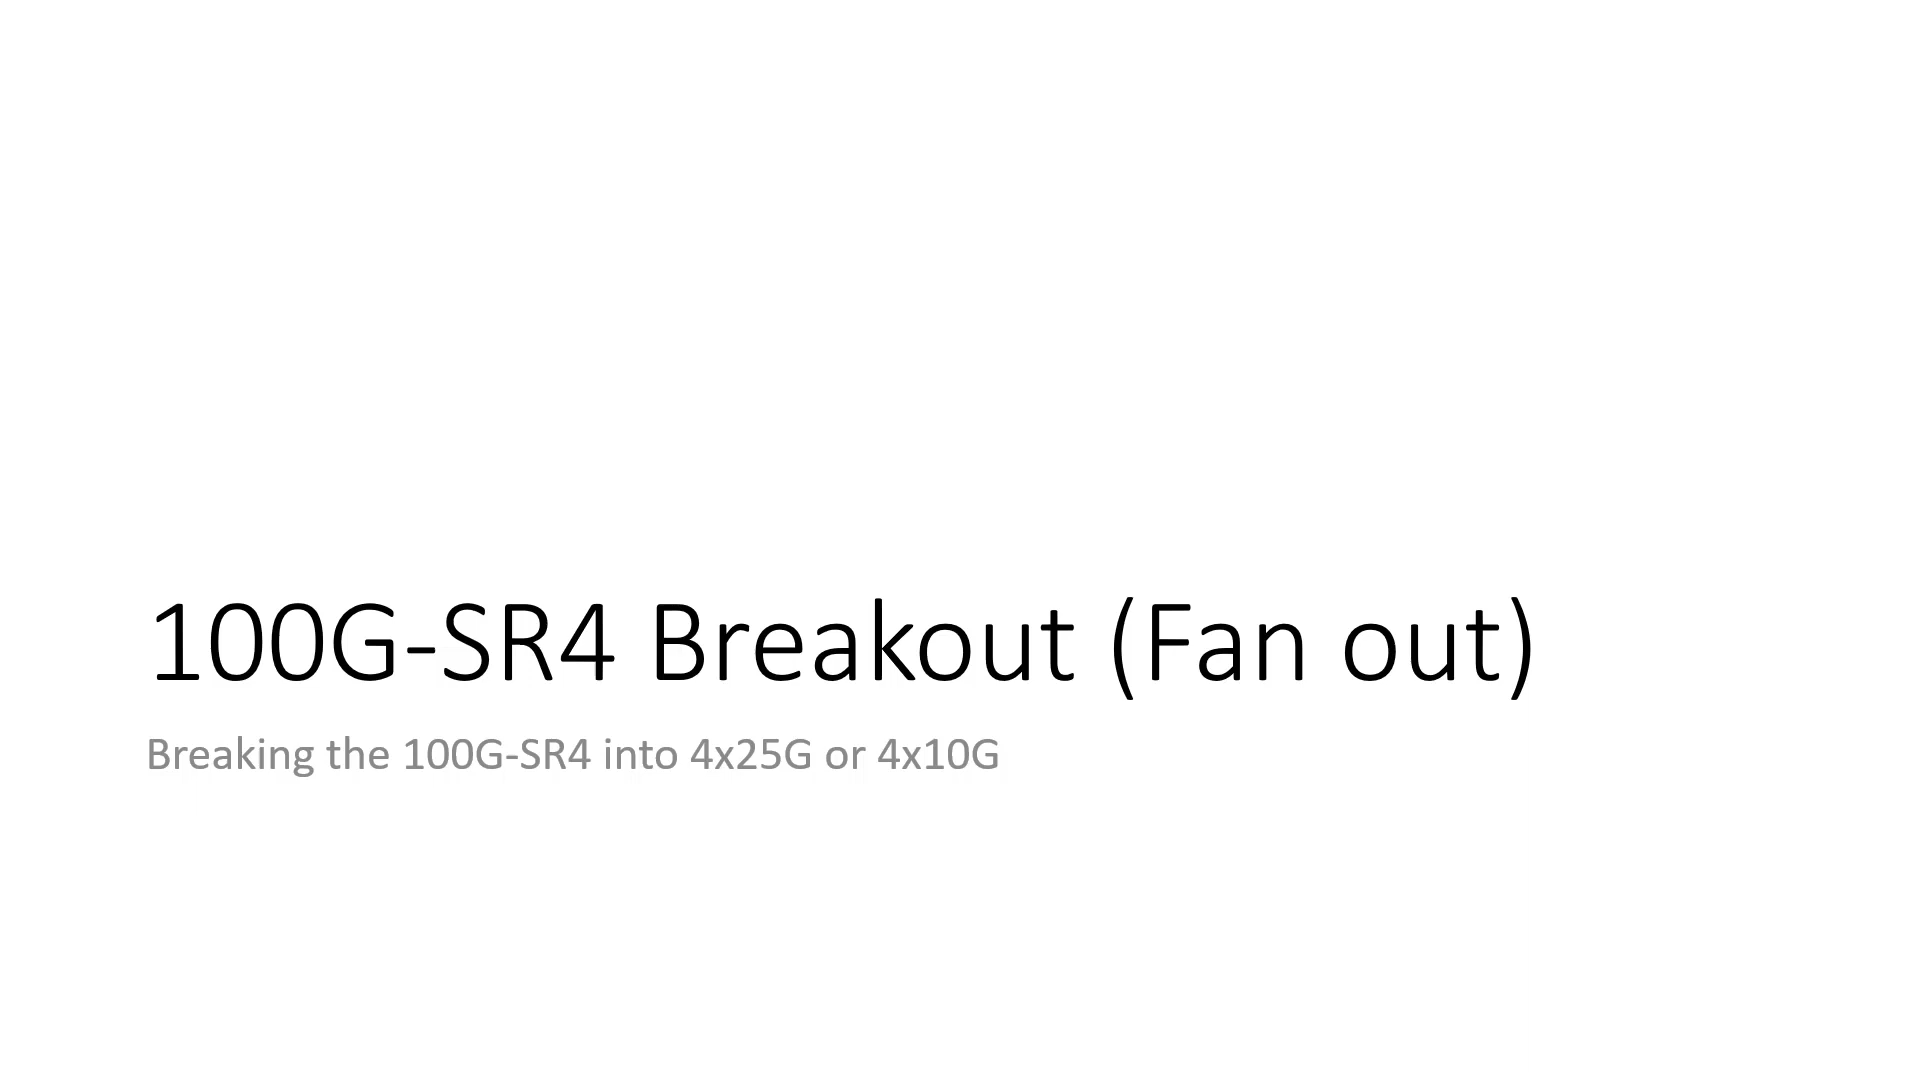 100G-SR4 Breakout (Fan out)
Breaking the 100G-SR4 into 4x25G or 4x10G